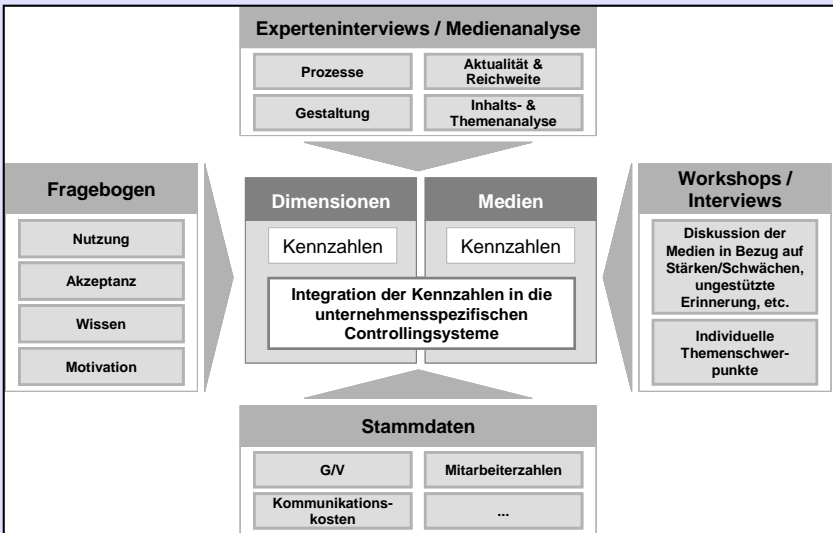 Experteninterviews / Medienanalyse
Prozesse
Aktualität &
Reichweite
Gestaltung
Inhalts- &
Themenanalyse
Fragebogen
Nutzung
Akzeptanz
Wissen
Motivation
Dimensionen
Medien
Kennzahlen
Kennzahlen
Integration der Kennzahlen in die
unternehmensspezifischen
Controllingsysteme
Workshops /
Interviews
Diskussion der
Medien in Bezug auf
Stärken/Schwächen,
ungestützte
Erinnerung, etc.
Individuelle
Themenschwer-
punkte
Stammdaten
G/V
Mitarbeiterzahlen
Kommunikations-
kosten
...